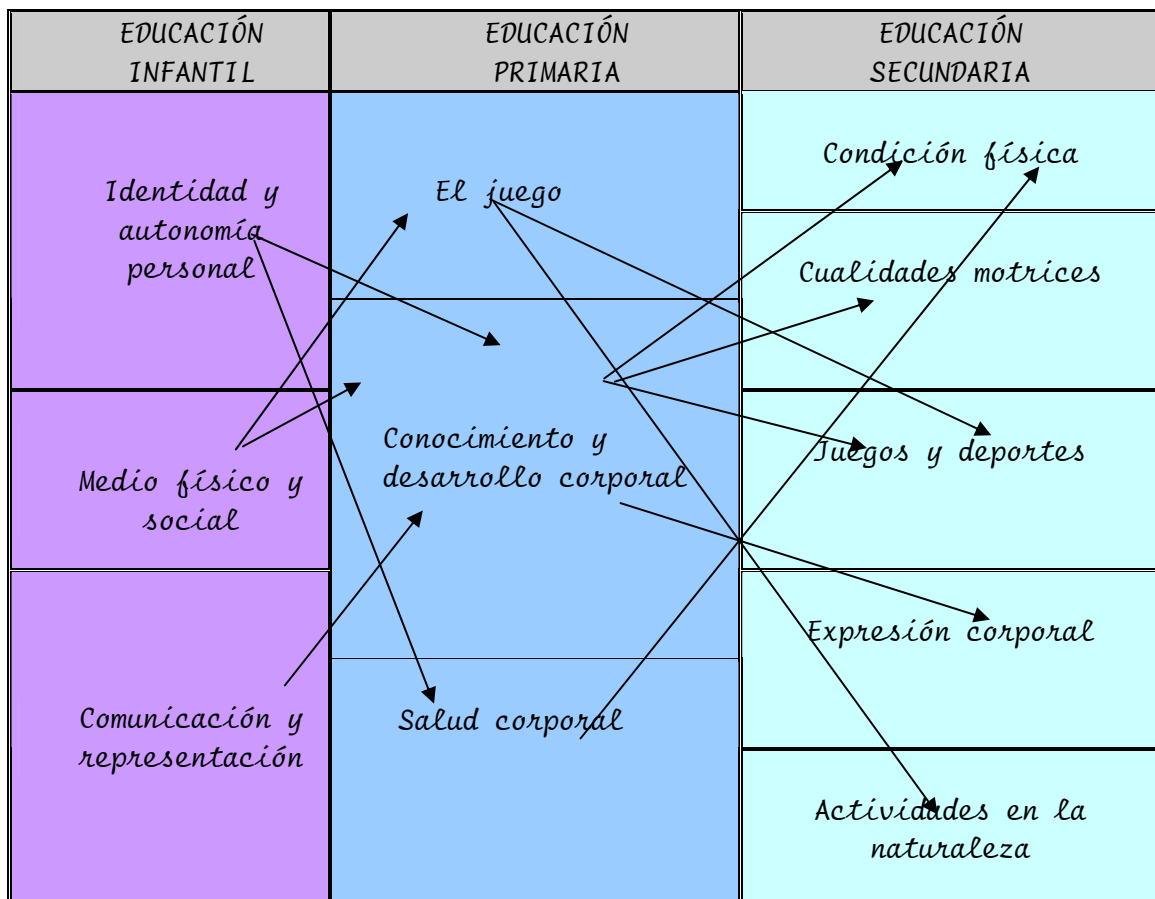 EDUCACIÓN
INFANTIL
EDUCACIÓN
PRIMARIA
EDUCACIÓN
SECUNDARIA
Identidad y
autonomía
personal
Medio físico y
social
Comunicación y
representación
El juego
Conocimiento y
desarrollo corporal
Salud corporal
Condición física
Cualidades motrices
Juegos y deportes
Expresión corporal
Actividades en la
naturaleza